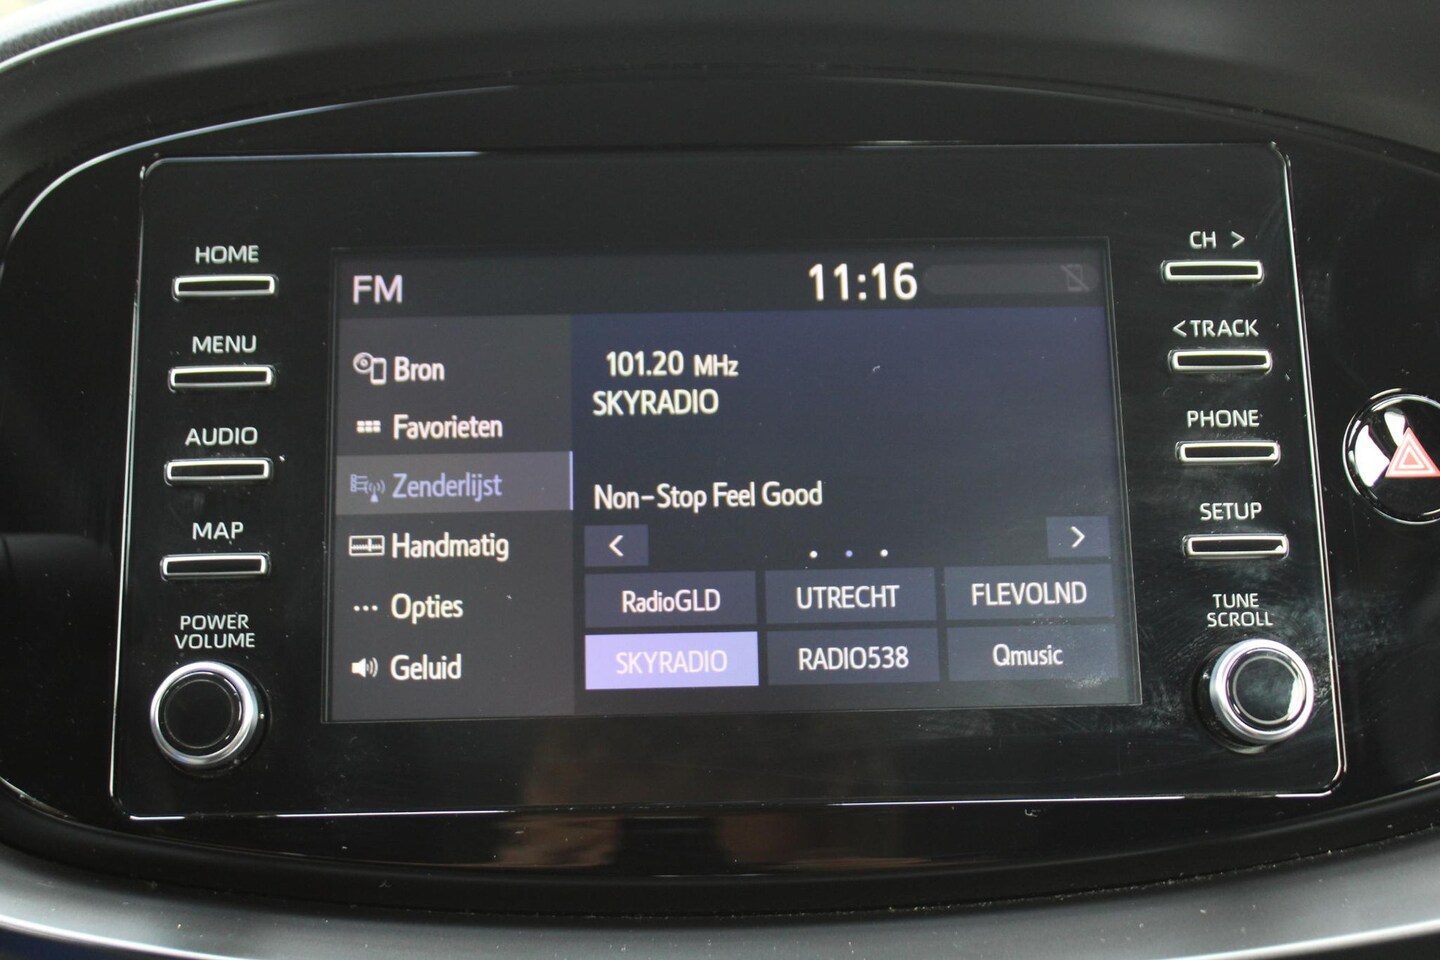 HOME
MENU
AUDIO
MAP
POWER
VOLUME
FM
11:16
Bron
Favorieten
Zenderlijst
Handmatig
Opties
Geluid
101.20 MHz
SKYRADIO
Non-Stop Feel Good
< >
RadioGLD UTRECHT FLEVOLND
SKYRADIO RADIO538 Qmusic
CH >
<TRACK
PHONE
SETUP
TUNE
SCROLL